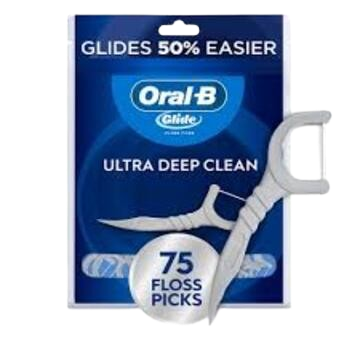 GLIDES 50% EASIER
Oral-B
Glide
ULTRA DEEP CLEAN
75
FLOSS
PICKS